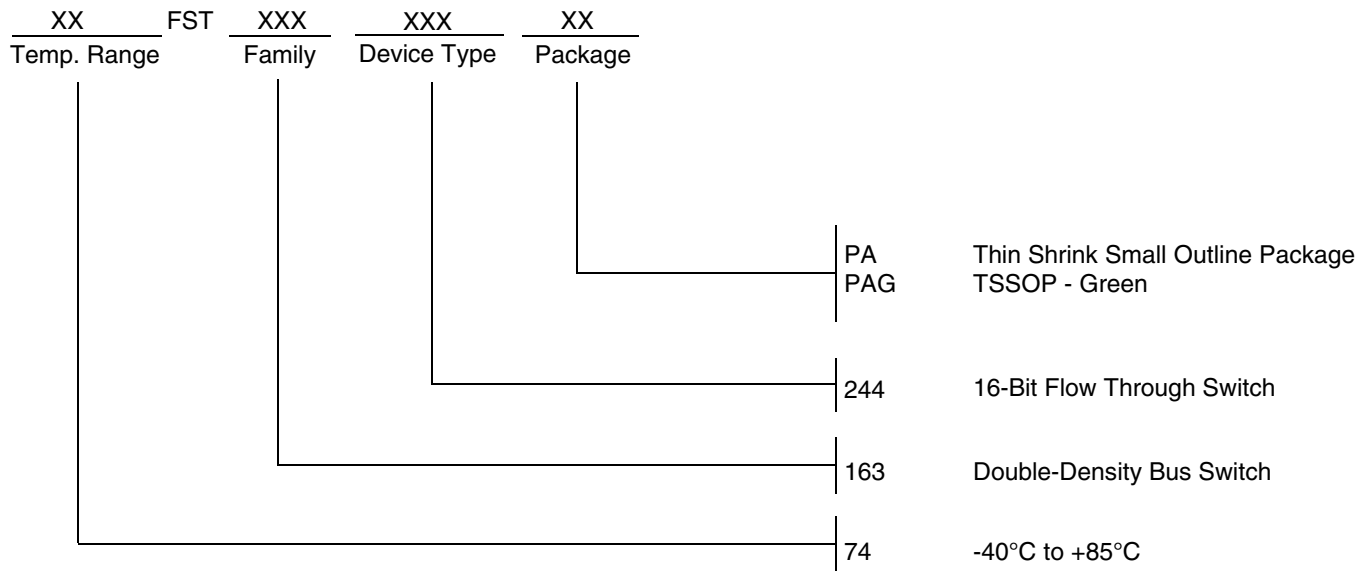 XX FST XXX XXX XX
Temp. Range Family Device Type Package
PA Thin Shrink Small Outline Package
PAG TSSOP - Green
244 16-Bit Flow Through Switch
163 Double-Density Bus Switch
74 -40°C to +85°C